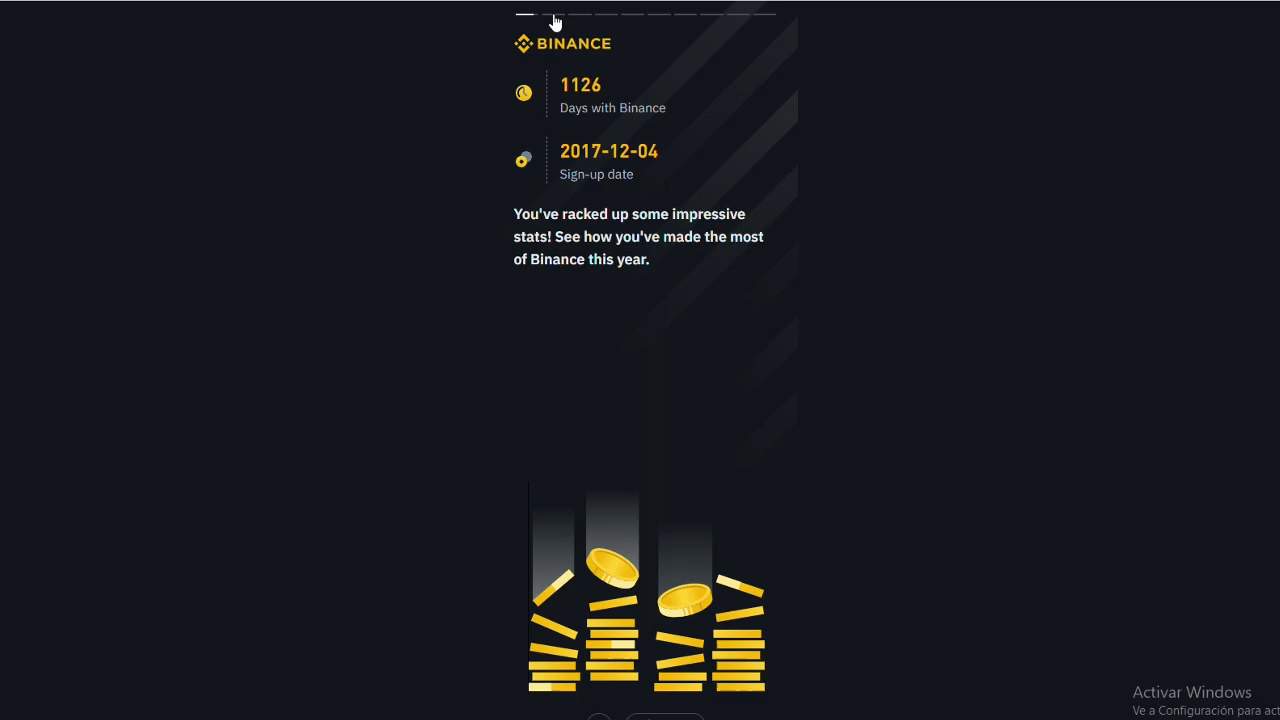 BINANCE
1126
Days with Binance
2017-12-04
Sign-up date
You've racked up some impressive
stats! See how you've made the most
of Binance this year.
Activar Windows
Ve a Configuración para